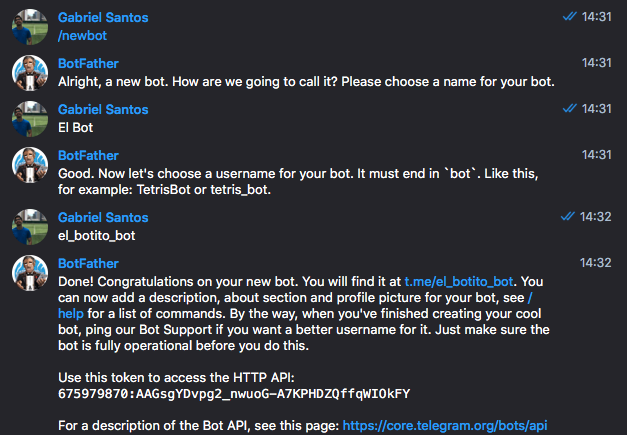 Gabriel Santos 14:31
/newbot
BotFather 14:31
Alright, a new bot. How are we going to call it? Please choose a name for your bot.
Gabriel Santos 14:31
El Bot
BotFather 14:31
Good. Now let's choose a username for your bot. It must end in `bot`. Like this,
for example: TetrisBot or tetris_bot.
Gabriel Santos 14:32
el_botito_bot
BotFather 14:32
Done! Congratulations on your new bot. You will find it at t.me/el_botito_bot. You
can now add a description, about section and profile picture for your bot, see /
help for a list of commands. By the way, when you've finished creating your cool
bot, ping our Bot Support if you want a better username for it. Just make sure the
bot is fully operational before you do this.
Use this token to access the HTTP API:
675979870:AAGsgYDvpg2_nwuoG-A7KPHDZQffqWIOkFY
For a description of the Bot API, see this page: https://core.telegram.org/bots/api